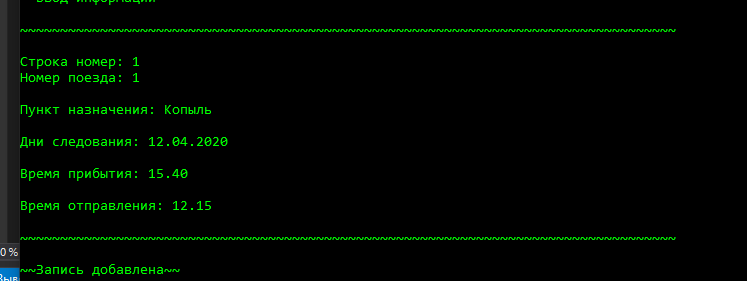 Ввод информации
~~~~~~~~~~~~~~~~~~~~~~~~~~~~~~~~~~~~~~~~~~~~~~~~~~~~~~~~~~~~~~~~~~~~~~~~~~~~~~~~~~
Строка номер: 1
Номер поезда: 1
Пункт назначения: Копыль
Дни следования: 12.04.2020
Время прибытия: 15.40
Время отправления: 12.15
~~~~~~~~~~~~~~~~~~~~~~~~~~~~~~~~~~~~~~~~~~~~~~~~~~~~~~~~~~~~~~~~~~~~~~~~~~~~~~~~~~
0 %
~~Запись добавлена~~